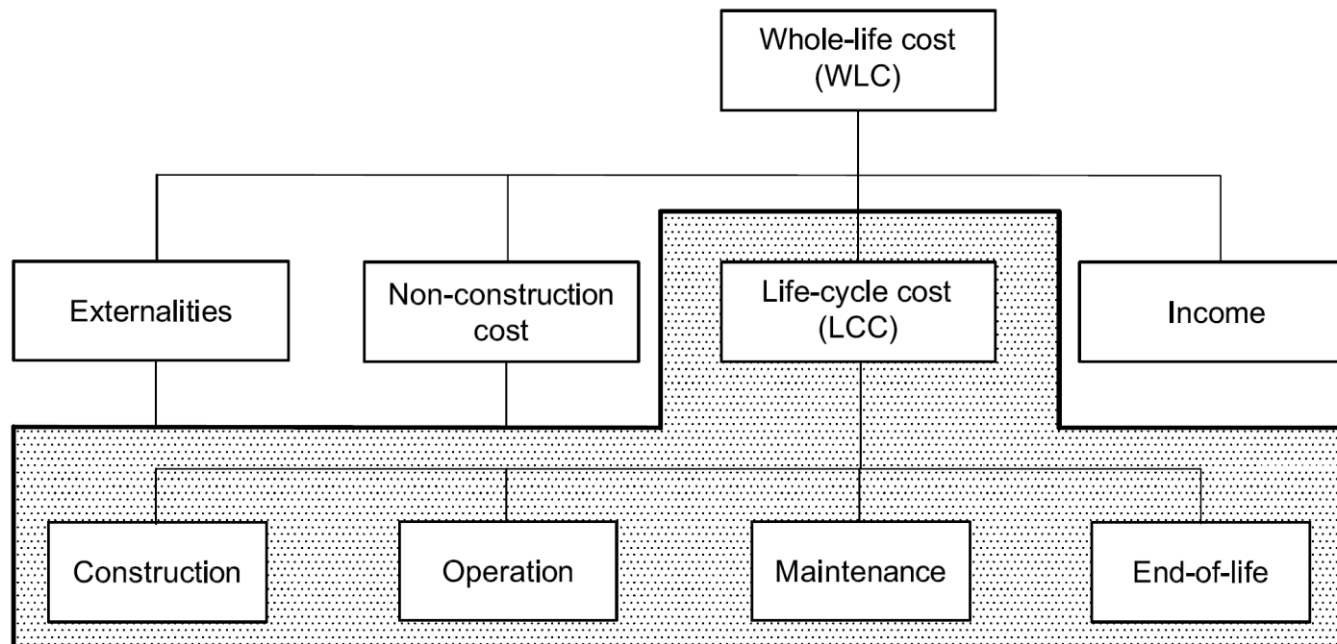 Whole-life cost
(WLC)
Externalities
Non-construction
cost
Life-cycle cost
(LCC)
Income
Construction
Operation
Maintenance
End-of-life